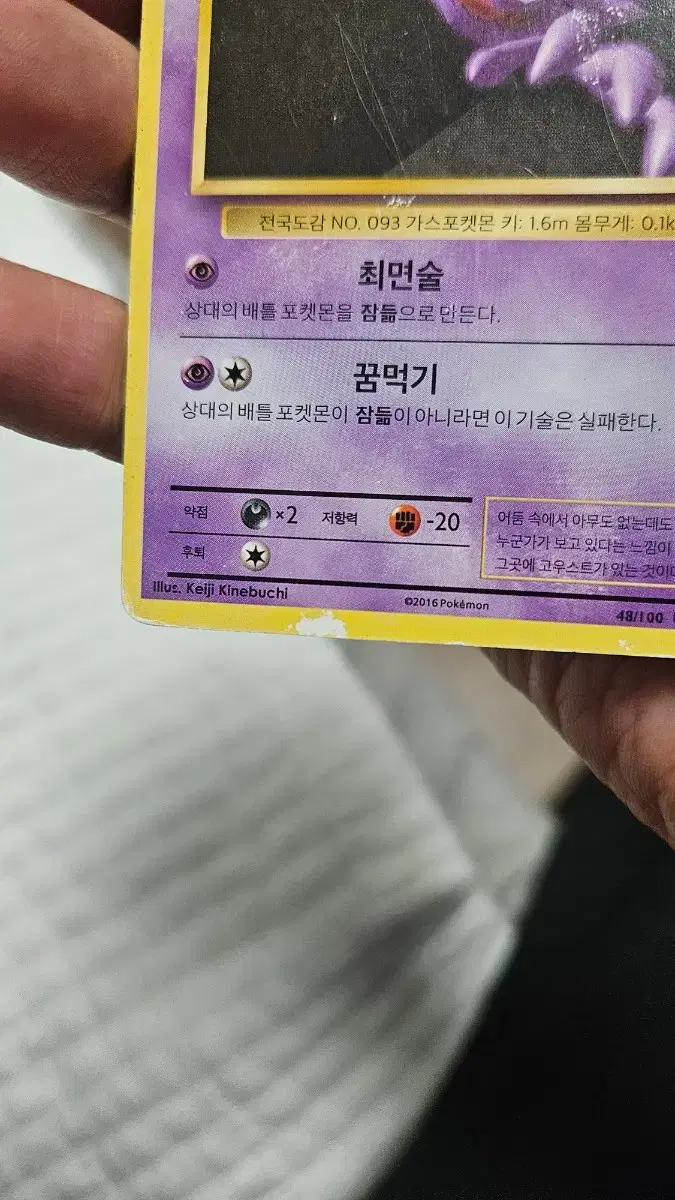 전국도감 NO. 093 가스포켓몬 키: 1.6m 몸무게: 0.1k
최면술
상대의 배틀 포켓몬을 잠듦으로 만든다.
꿈먹기
상대의 배틀 포켓몬이 잠듦이 아니라면 이 기술은 실패한다.
약점 ×2 저항력 -20
후퇴
어둠 속에서 아무도 없는데도
누군가가 보고 있다는 느낌이
그곳에 고우스트가 있는 것이
Illus. Keiji Kinebuchi
©2016 Pokémon
48/100